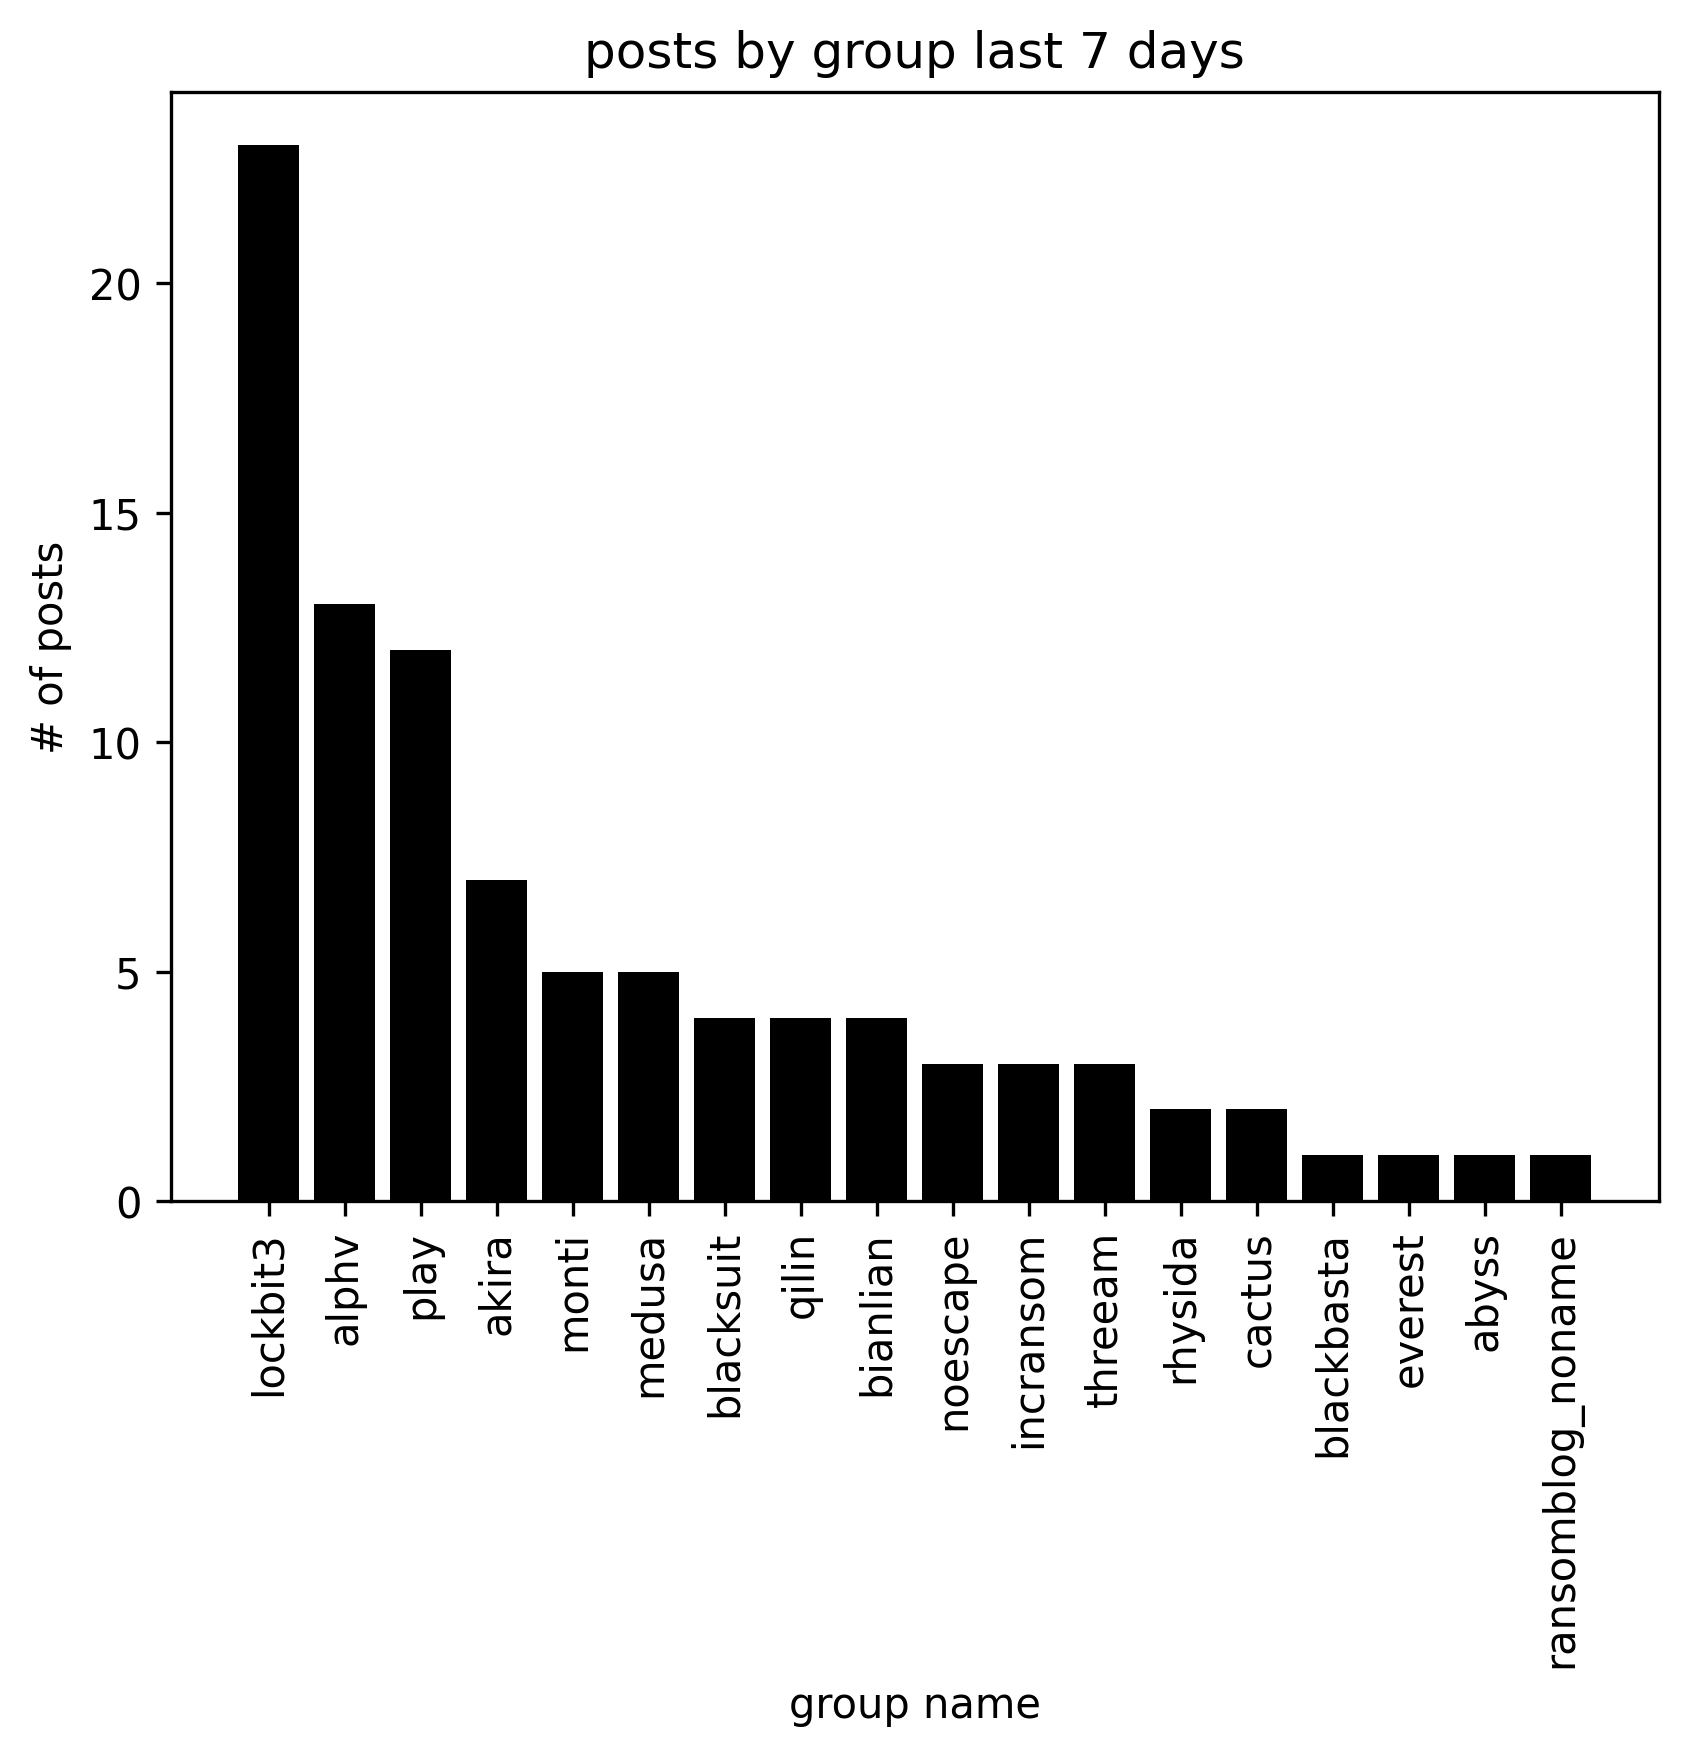 posts by group last 7 days
# of posts
20
15
10
5
0
lockbit3
alphv
play
akira
monti
medusa
blacksuit
qilin
bianlian
noescape
incransom
threeam
rhysida
cactus
blackbasta
everest
abyss
ransomblog_noname
group name